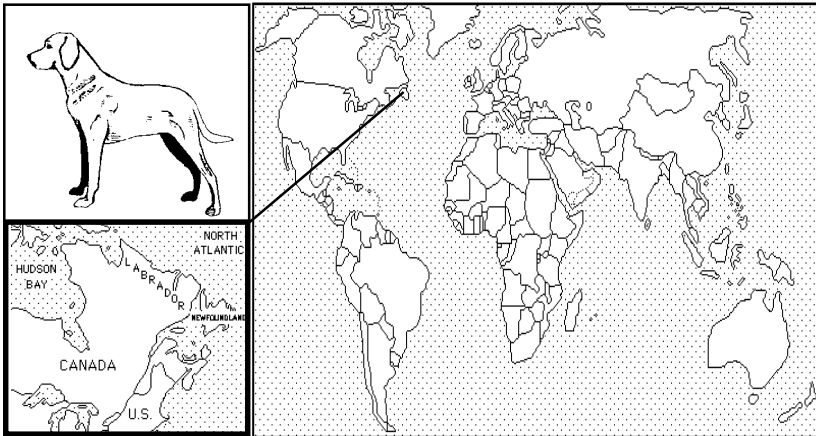 NORTH
ATLANTIC
HUDSON
BAY
LABRADOR
NEWFOUNDLAND
CANADA
U.S.